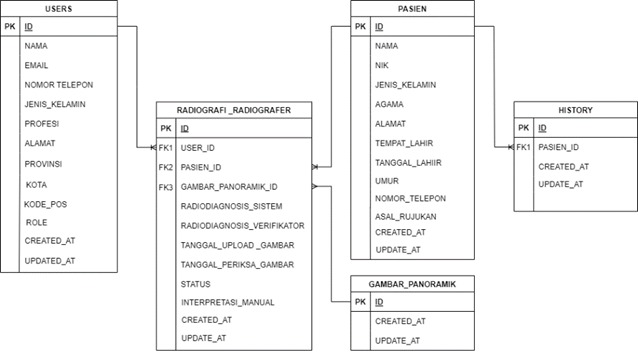 USERS
PK ID
NAMA
EMAIL
NOMOR TELEPON
JENIS_KELAMIN
PROFESI
ALAMAT
PROVINSI
KOTA
KODE_POS
ROLE
CREATED_AT
UPDATED_AT
RADIOGRAFI _RADIOGRAFER
PK ID
FK1 USER_ID
FK2 PASIEN_ID
FK3 GAMBAR_PANORAMIK_ID
RADIODIAGNOSIS_SISTEM
RADIODIAGNOSIS_VERIFIKATOR
TANGGAL_UPLOAD _GAMBAR
TANGGAL_PERIKSA_GAMBAR
STATUS
INTERPRETASI_MANUAL
CREATED_AT
UPDATE_AT
PASIEN
PK ID
NAMA
NIK
JENIS_KELAMIN
AGAMA
ALAMAT
TEMPAT_LAHIR
TANGGAL_LAHIIR
UMUR
NOMOR_TELEPON
ASAL_RUJUKAN
CREATED_AT
UPDATE_AT
GAMBAR_PANORAMIK
PK ID
CREATED_AT
UPDATE_AT
HISTORY
PK ID
FK1 PASIEN_ID
CREATED_AT
UPDATE_AT